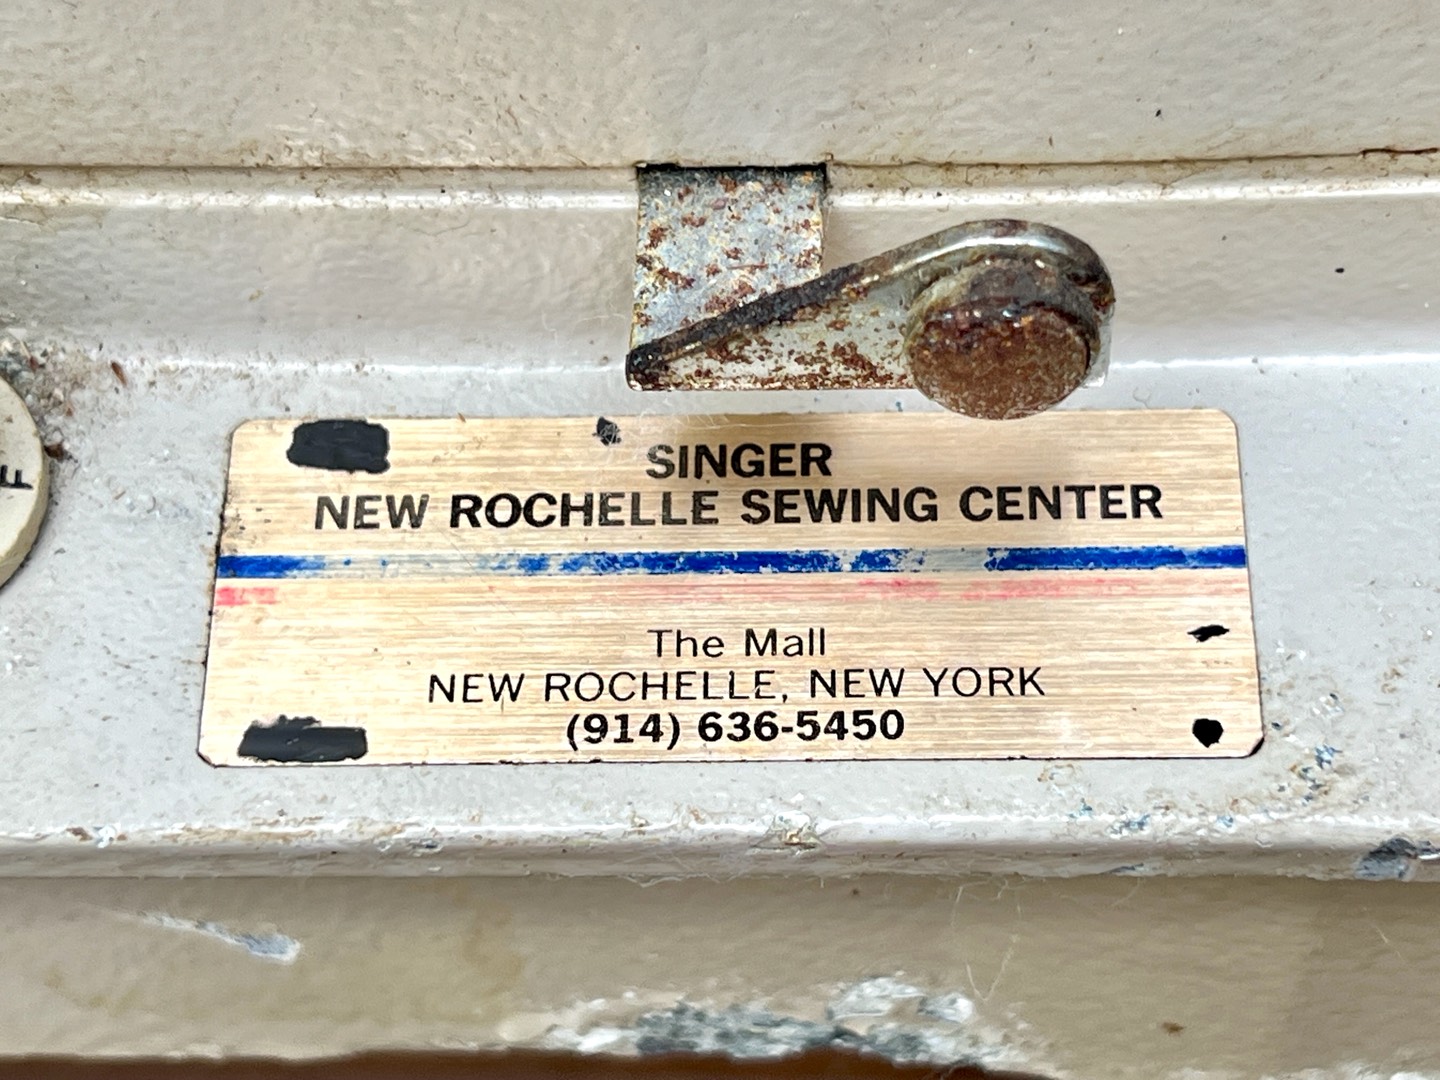 SINGER
NEW ROCHELLE SEWING CENTER
The Mall
NEW ROCHELLE, NEW YORK
(914) 636-5450